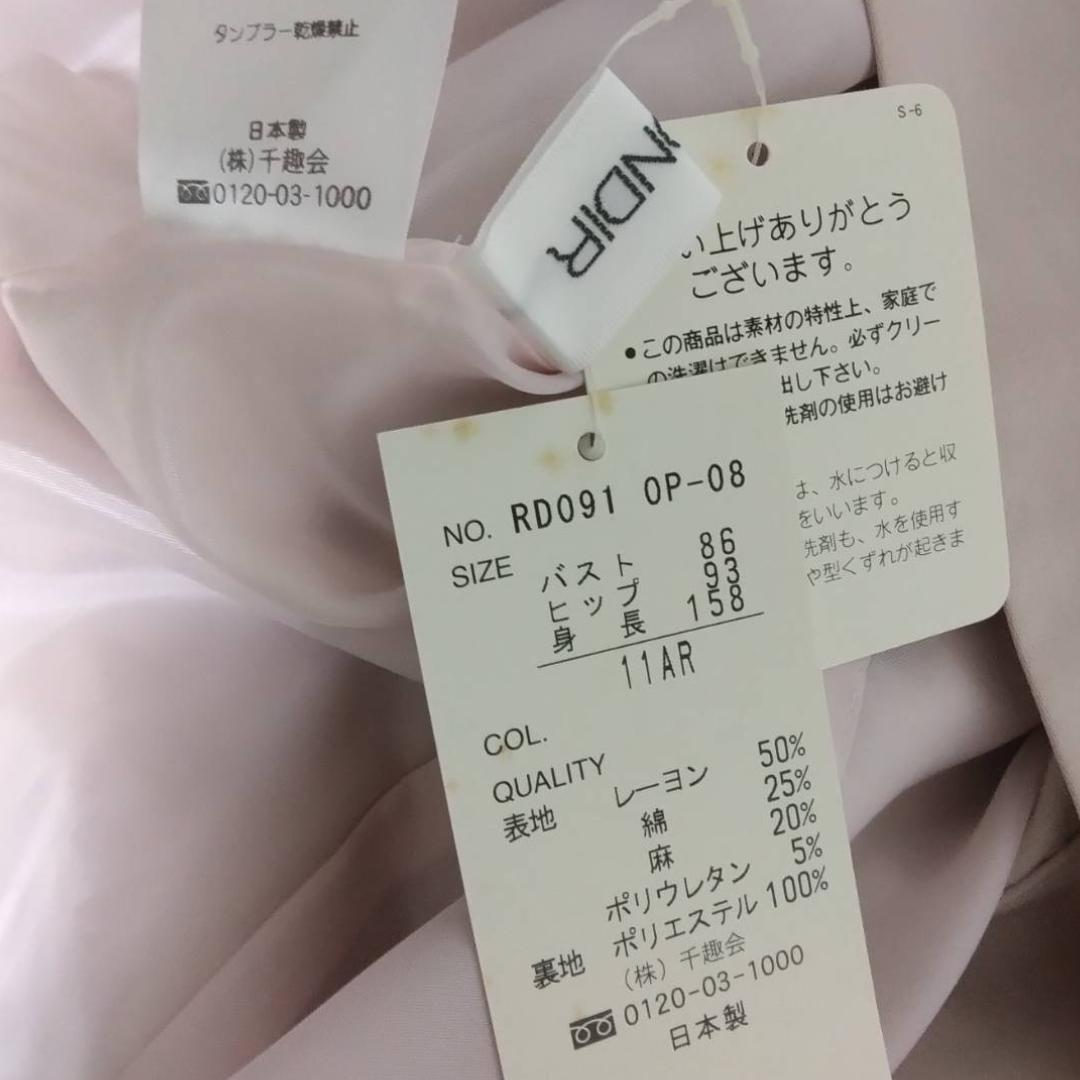 タンブラー乾燥禁止
日本製
(株)千趣会
0120-03-1000
NDIR
S-6
い上げありがとう
ございます。
●この商品は素材の特性上、家庭で
の洗濯はできません。必ずクリー
出し下さい。
先剤の使用はお避け
は、水につけると収
をいいます。
洗剤も、水を使用す
や型くずれが起きま
NO. RD091 OP-08
SIZE バスト 86
ヒップ 93
身長 158
11AR
COL.
QUALITY
表地 レーヨン 50%
綿 25%
麻 20%
ポリウレタン 5%
裏地 ポリエステル 100%
(株) 千趣会
0120-03-1000
日本製